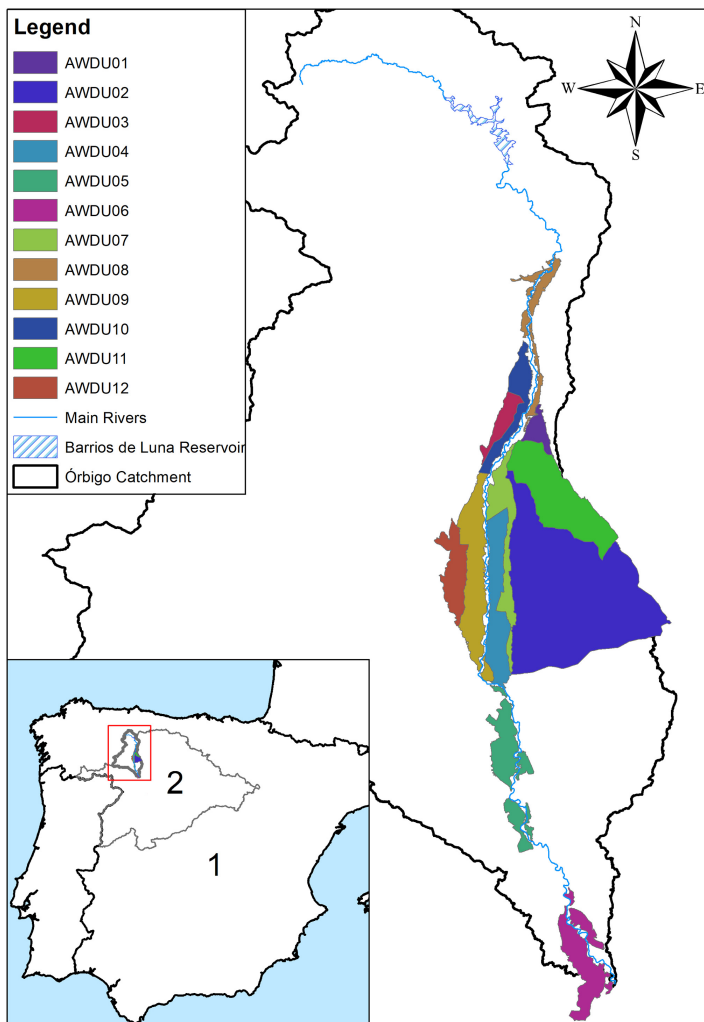 Legend
AWDU01
AWDU02
AWDU03
AWDU04
AWDU05
AWDU06
AWDU07
AWDU08
AWDU09
AWDU10
AWDU11
AWDU12
Main Rivers
Barrios de Luna Reservoir
Órbigo Catchment
N
W E
S
2
1